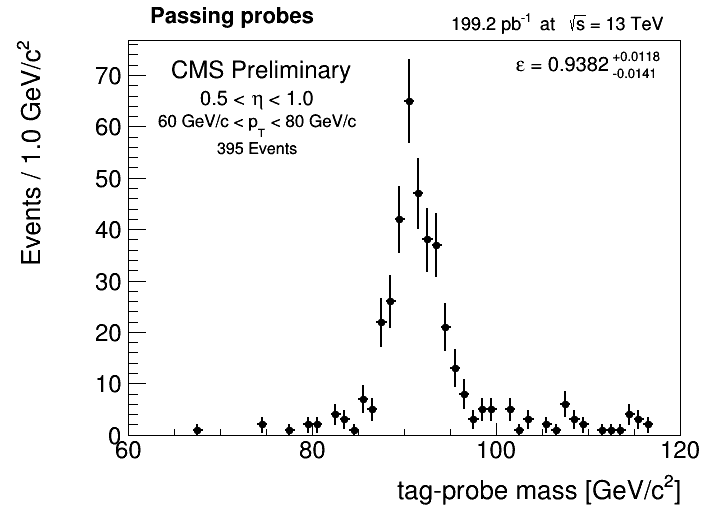 Passing probes
199.2 pb⁻¹ at √s = 13 TeV
CMS Preliminary
0.5 < η < 1.0
60 GeV/c < p_T < 80 GeV/c
395 Events
ε = 0.9382 +0.0118 -0.0141
Events / 1.0 GeV/c²
70
60
50
40
30
20
10
0
60 80 100 120
tag-probe mass [GeV/c²]